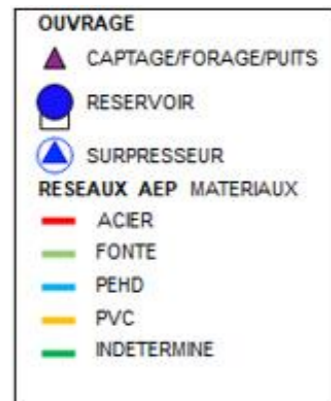 OUVRAGE
CAPTAGE/FORAGE/PUITS
RESERVOIR
SURPRESSEUR
RESEAUX AEP MATERIAUX
ACIER
FONTE
PEHD
PVC
INDETERMINE